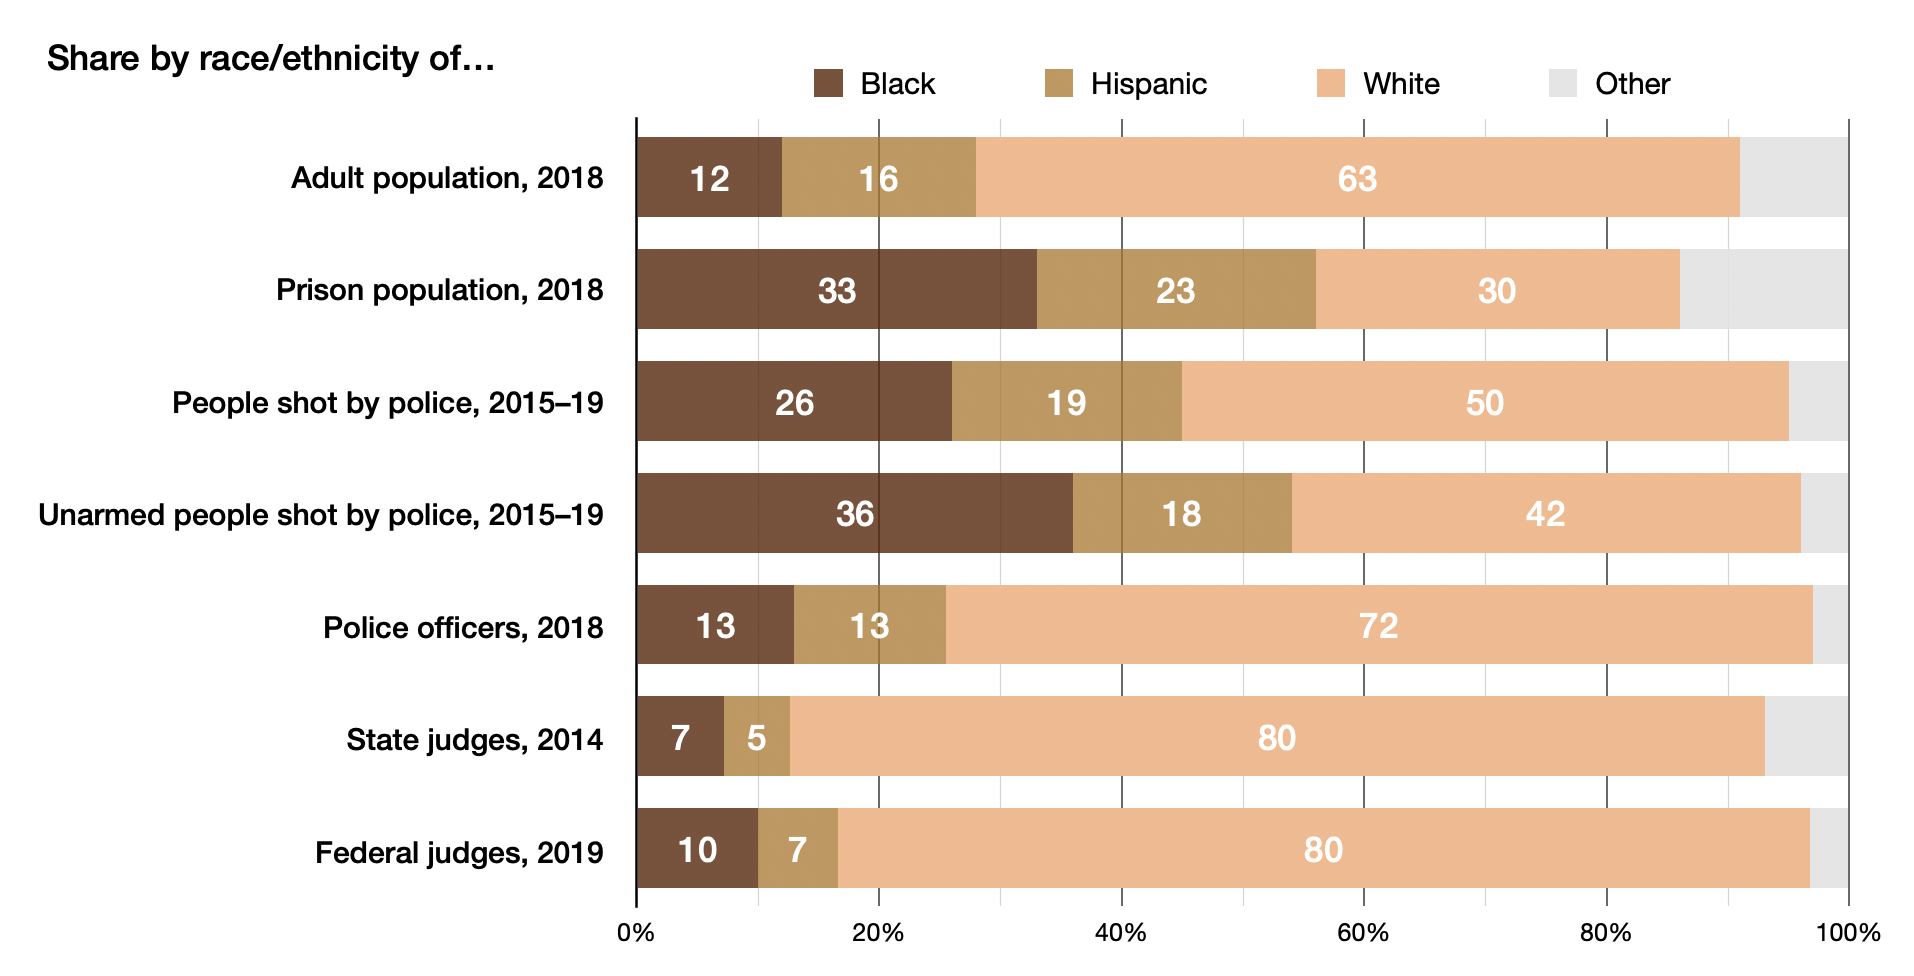 Share by race/ethnicity of…
Black Hispanic White Other
Adult population, 2018 12 16 63
Prison population, 2018 33 23 30
People shot by police, 2015–19 26 19 50
Unarmed people shot by police, 2015–19 36 18 42
Police officers, 2018 13 13 72
State judges, 2014 7 5 80
Federal judges, 2019 10 7 80
0% 20% 40% 60% 80% 100%